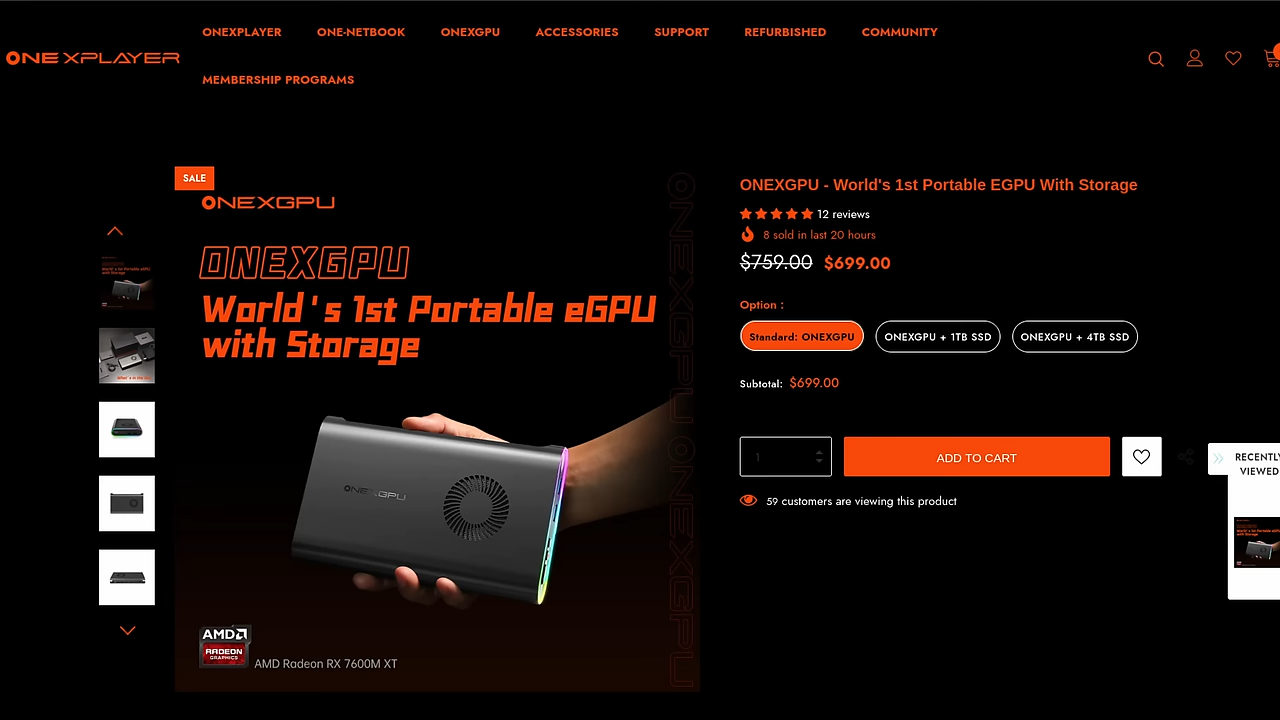 ONEXPLAYER
ONEXPLAYER ONE-NETBOOK ONEXGPU ACCESSORIES SUPPORT REFURBISHED COMMUNITY
MEMBERSHIP PROGRAMS
SALE
ONEXGPU
ONEXGPU
World's 1st Portable eGPU
with Storage
ONEXGPU
ONEXGPU ONEXGPU
AMD
RADEON
GRAPHICS
AMD Radeon RX 7600M XT
ONEXGPU - World's 1st Portable EGPU With Storage
12 reviews
8 sold in last 20 hours
$759.00 $699.00
Option :
Standard: ONEXGPU ONEXGPU + 1TB SSD ONEXGPU + 4TB SSD
Subtotal: $699.00
1
ADD TO CART
59 customers are viewing this product
RECENTLY
VIEWED